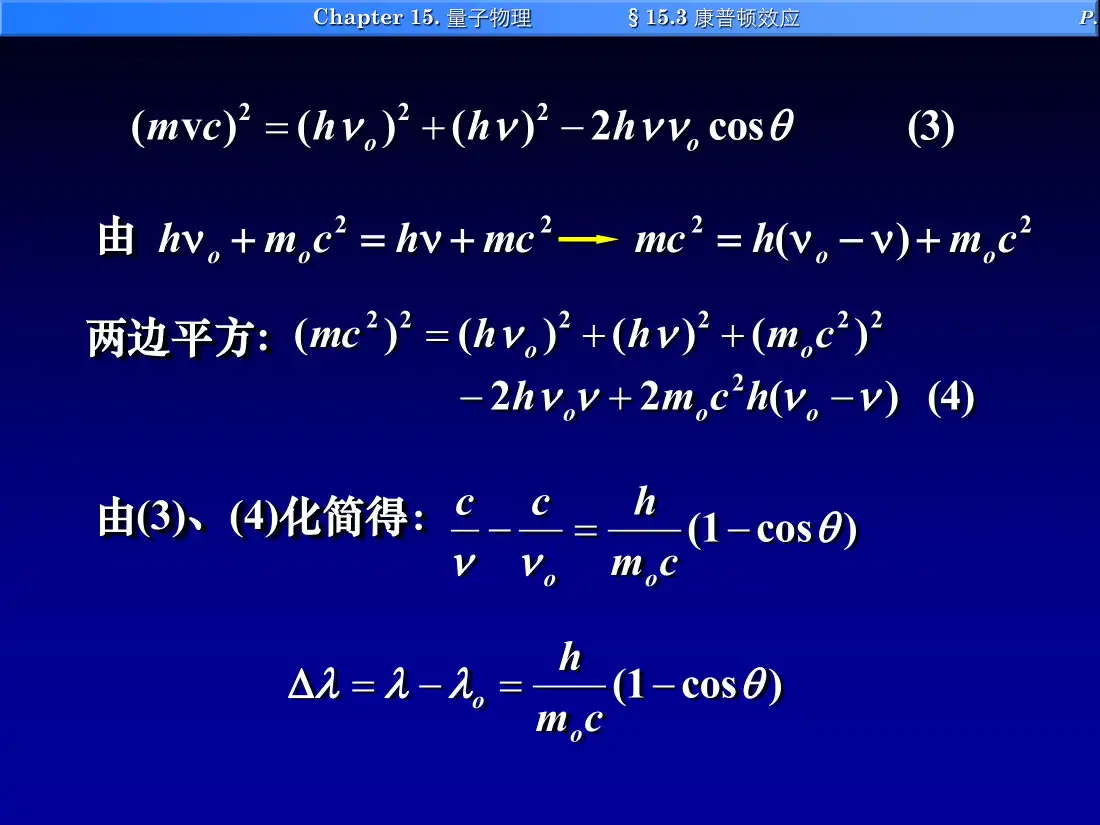 Chapter 15. 量子物理 § 15.3 康普顿效应 P.
(mvc)² = (hν₀)² + (hν)² − 2hνν₀ cosθ (3)
由 hν₀ + m₀c² = hν + mc² → mc² = h(ν₀ − ν) + m₀c²
两边平方: (mc²)² = (hν₀)² + (hν)² + (m₀c²)²
− 2hν₀ν + 2m₀c²h(ν₀ − ν) (4)
由(3)、(4)化简得: c/ν − c/ν₀ = h/(m₀c) (1 − cosθ)
Δλ = λ − λ₀ = h/(m₀c) (1 − cosθ)